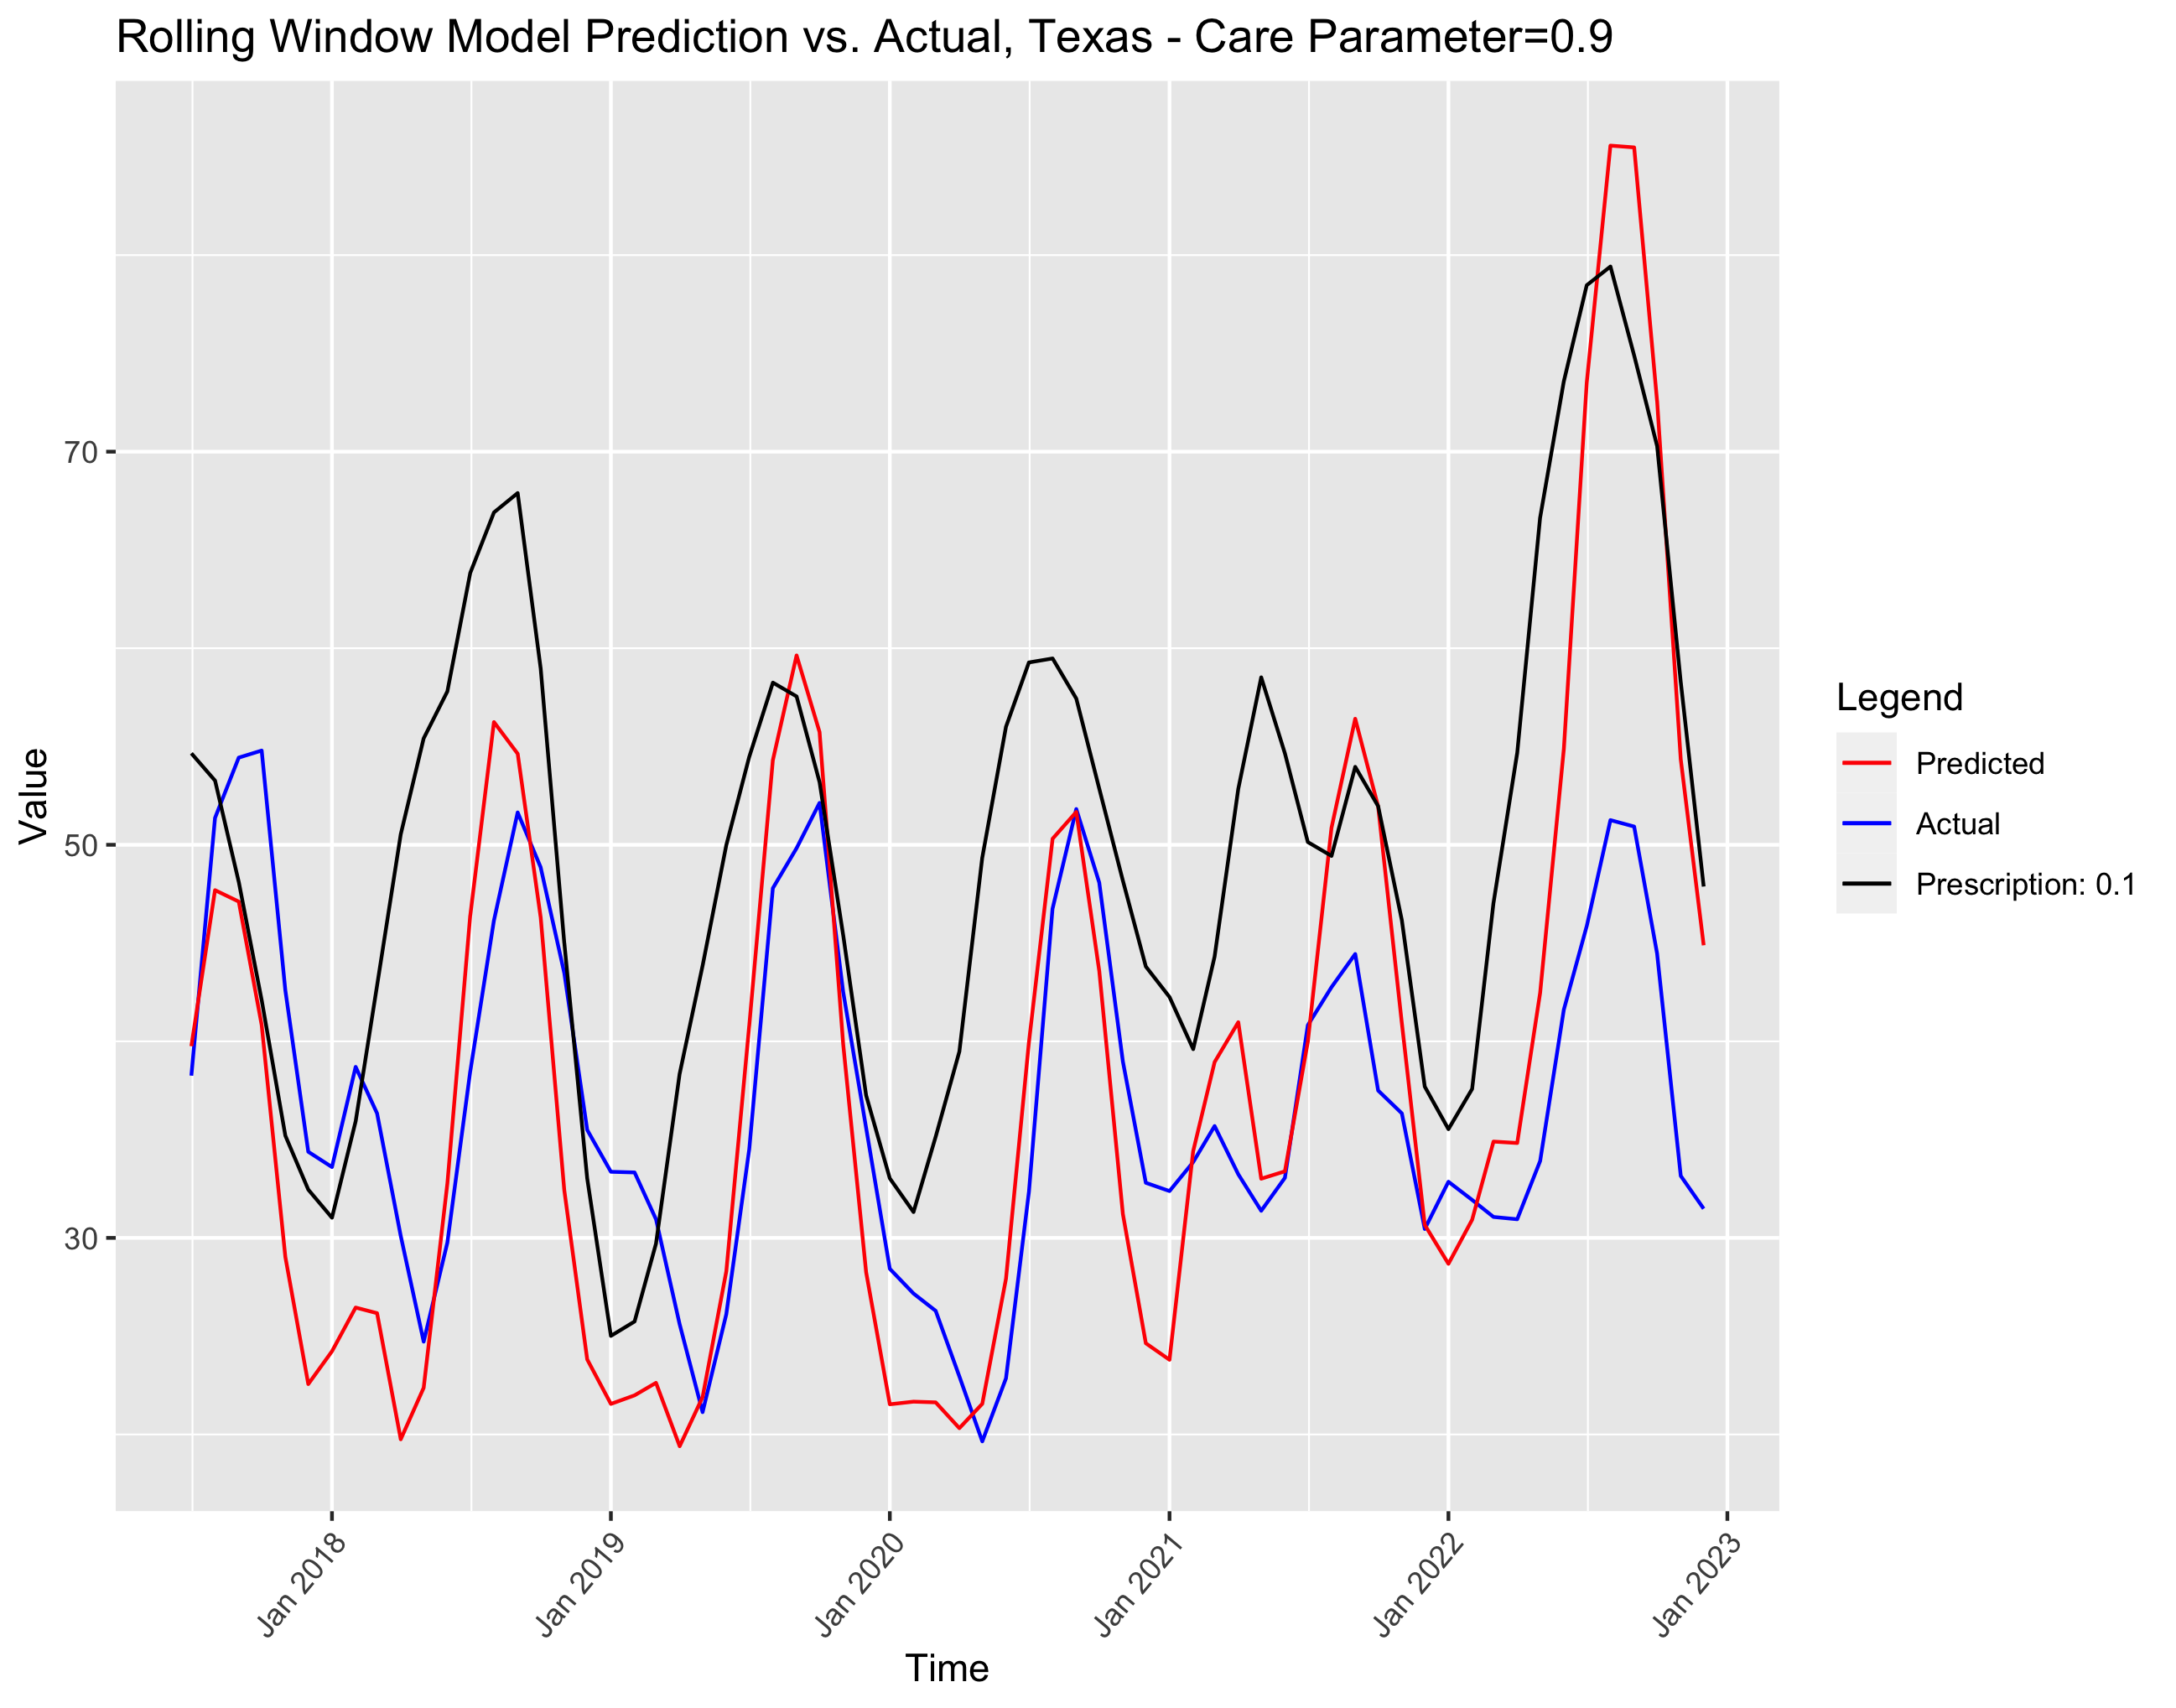 Rolling Window Model Prediction vs. Actual, Texas - Care Parameter=0.9
Value
70
50
30
Jan 2018
Jan 2019
Jan 2020
Jan 2021
Jan 2022
Jan 2023
Time
Legend
Predicted
Actual
Prescription: 0.1